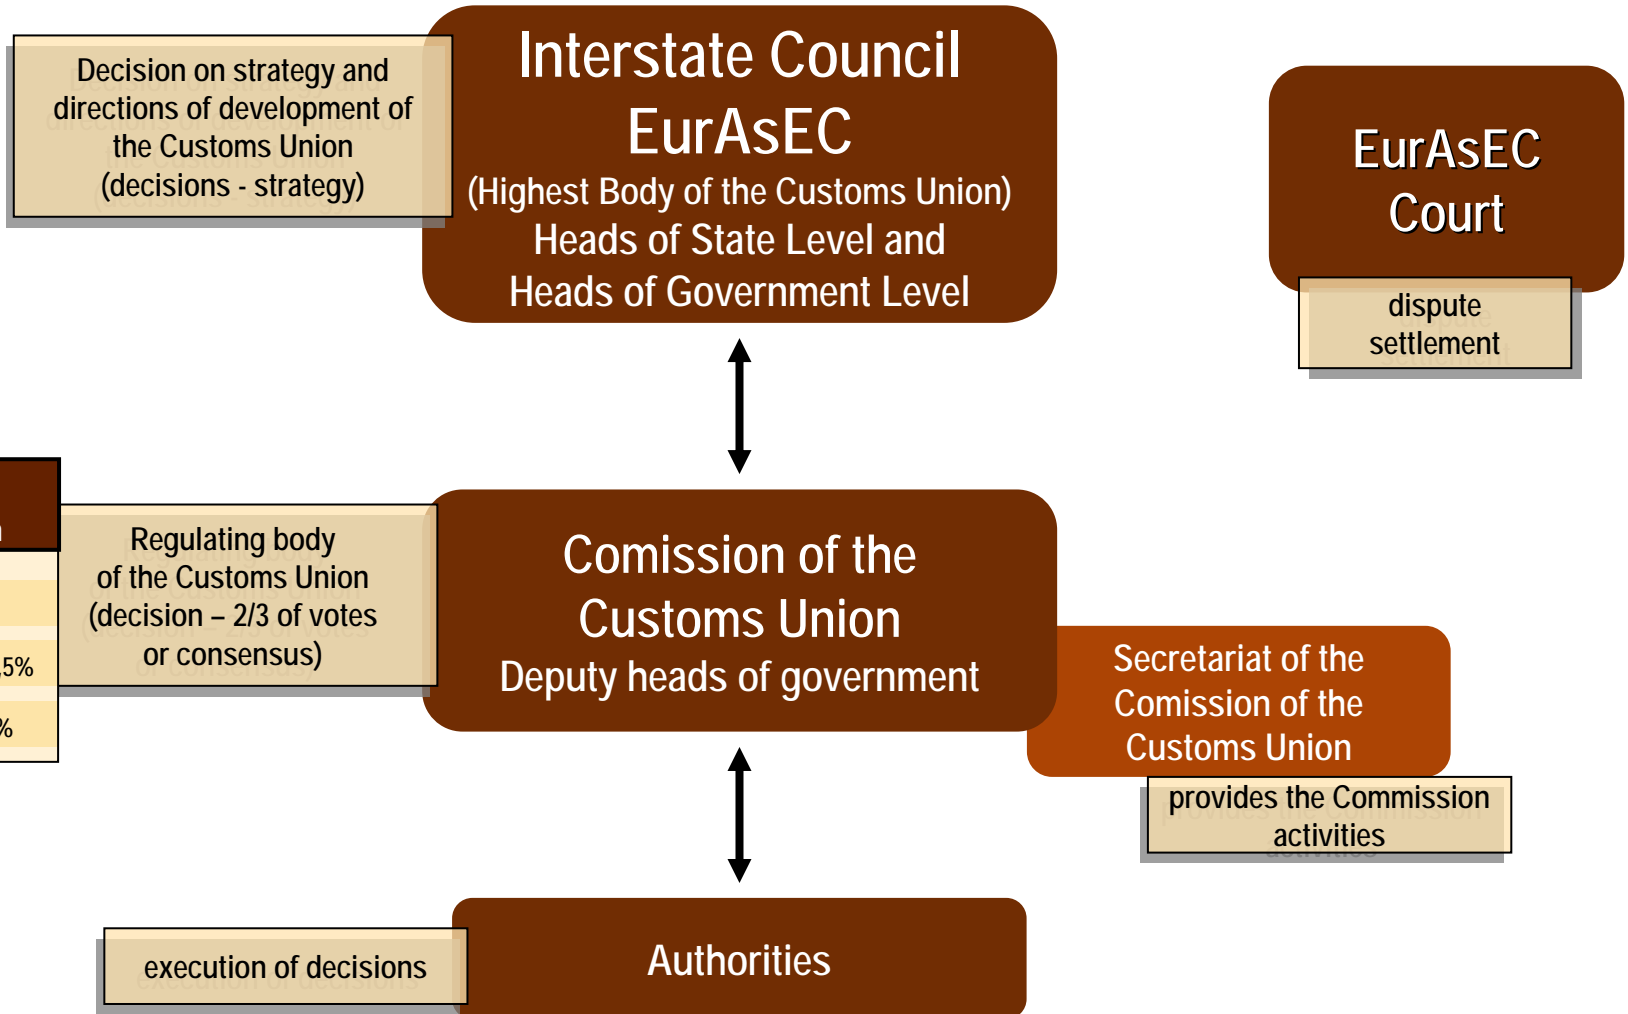 Decision on strategy and
directions of development of
the Customs Union
(decisions - strategy)
Interstate Council
EurAsEC
(Highest Body of the Customs Union)
Heads of State Level and
Heads of Government Level
EurAsEC
Court
dispute
settlement
Regulating body
of the Customs Union
(decision – 2/3 of votes
or consensus)
5%
%
Comission of the
Customs Union
Deputy heads of government
Secretariat of the
Comission of the
Customs Union
provides the Commission
activities
execution of decisions
Authorities